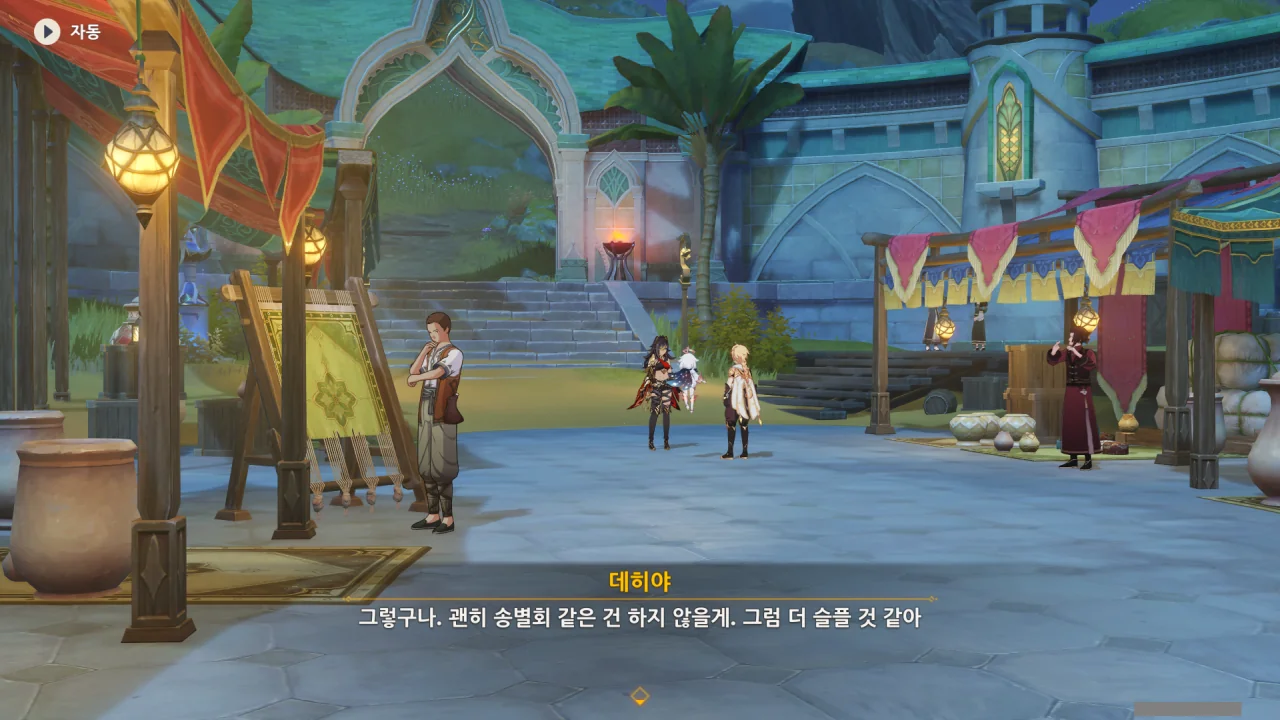 자동
데히야
그렇구나. 괜히 송별회 같은 건 하지 않을게. 그럼 더 슬플 것 같아